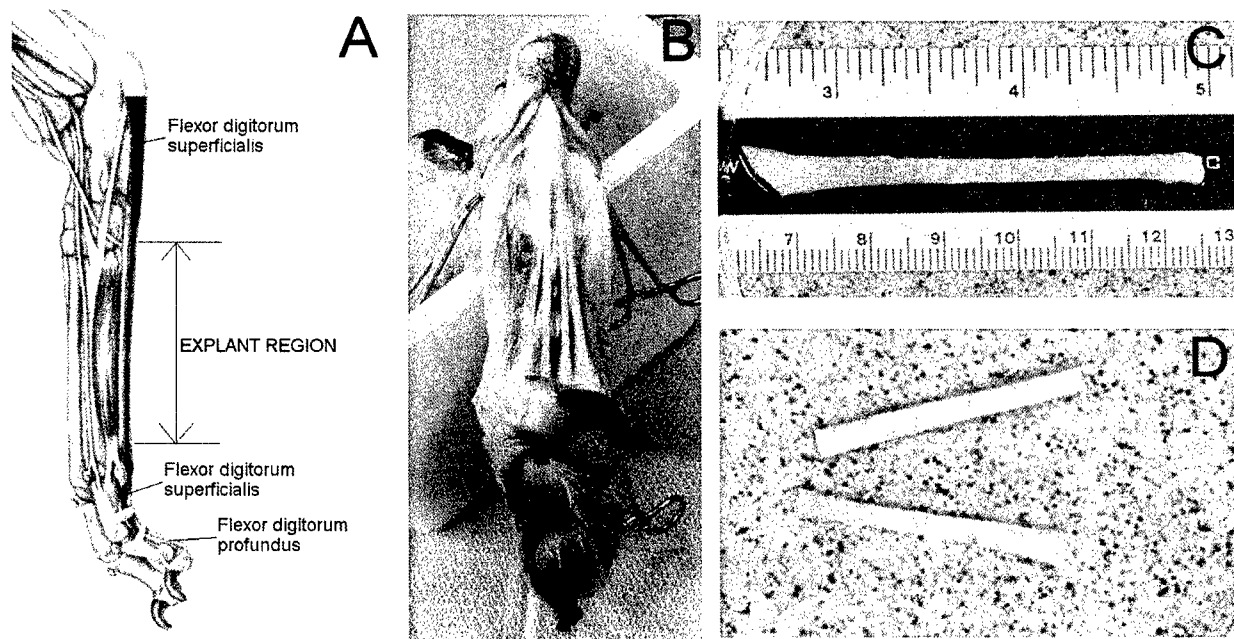 A
Flexor digitorum
superficialis
EXPLANT REGION
Flexor digitorum
superficialis
Flexor digitorum
profundus
B
C
3 4 5
7 8 9 10 11 12 13
D